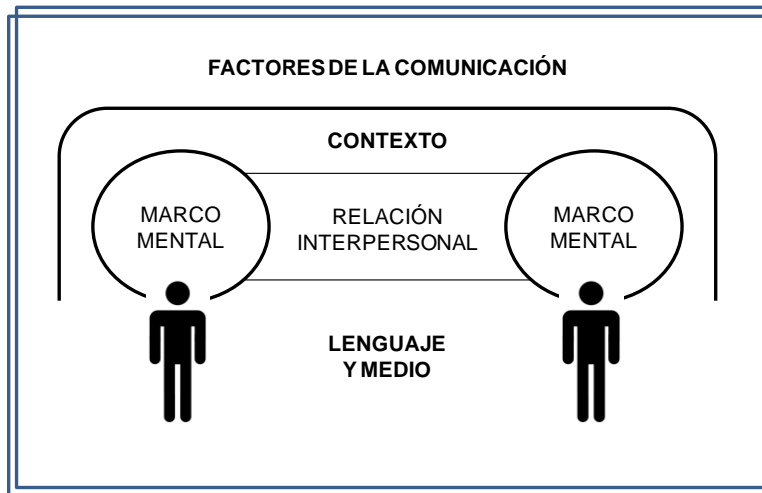 FACTORES DE LA COMUNICACIÓN
CONTEXTO
MARCO
MENTAL
RELACIÓN
INTERPERSONAL
MARCO
MENTAL
LENGUAJE
Y MEDIO